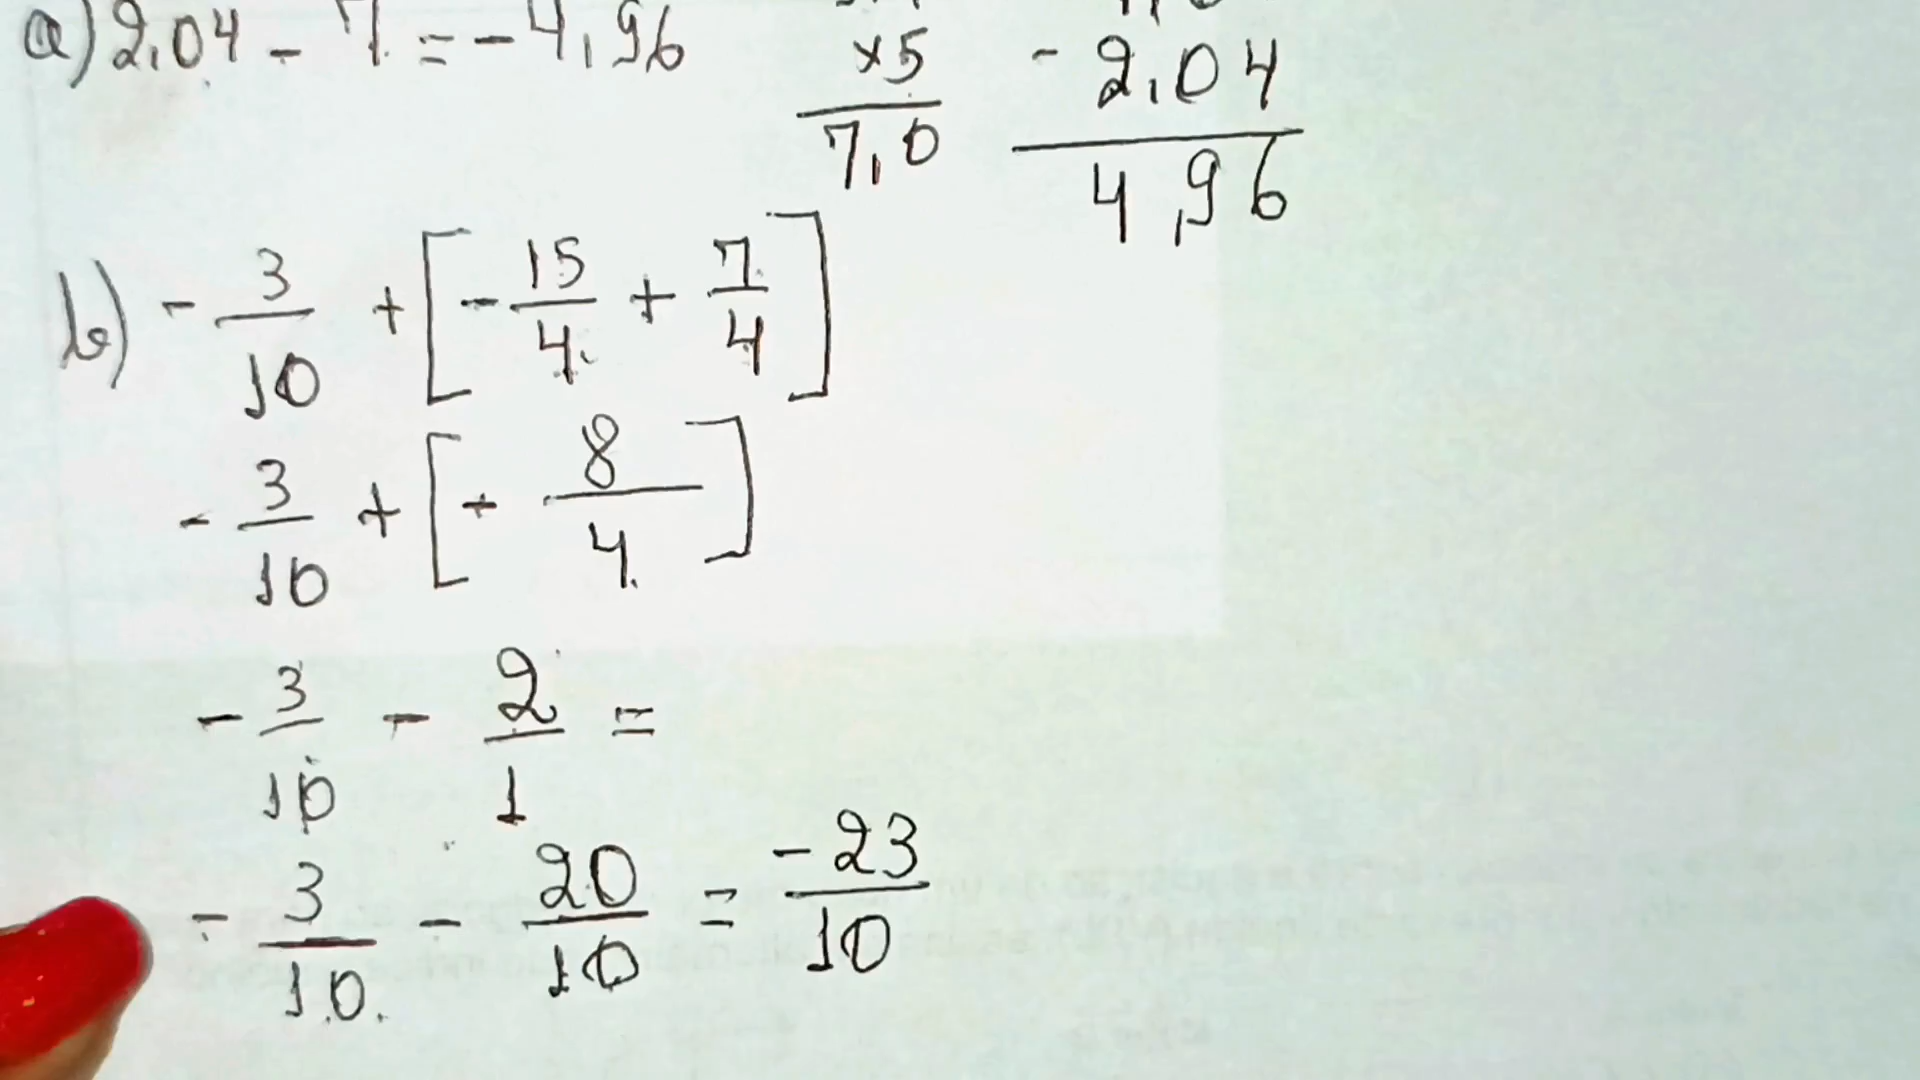 a) 2,04 - 7 = - 4,96
x5
7,0
- 2,04
4,96
b) - 3/10 + [ - 15/4 + 7/4 ]
- 3/10 + [ + 8/4 ]
- 3/10 - 2/1 =
- 3/10 - 20/10 = -23/10